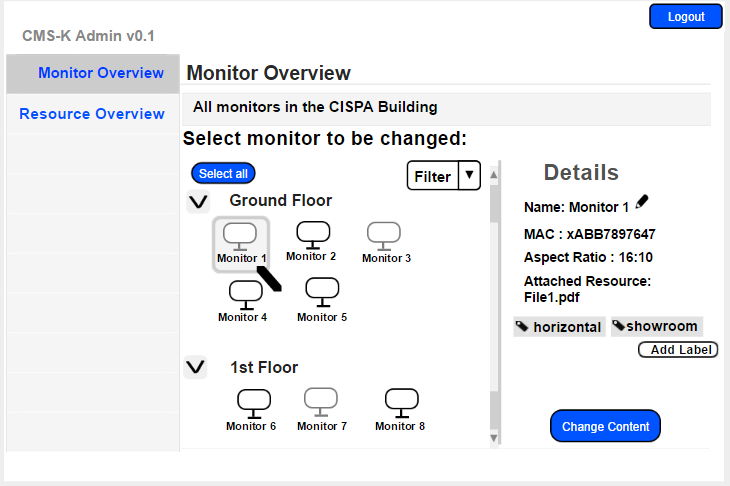 Logout
CMS-K Admin v0.1
Monitor Overview
Resource Overview
Monitor Overview
All monitors in the CISPA Building
Select monitor to be changed:
Select all
Filter
Ground Floor
Monitor 1
Monitor 2
Monitor 3
Monitor 4
Monitor 5
1st Floor
Monitor 6
Monitor 7
Monitor 8
Details
Name: Monitor 1
MAC : xABB7897647
Aspect Ratio : 16:10
Attached Resource:
File1.pdf
horizontal
showroom
Add Label
Change Content